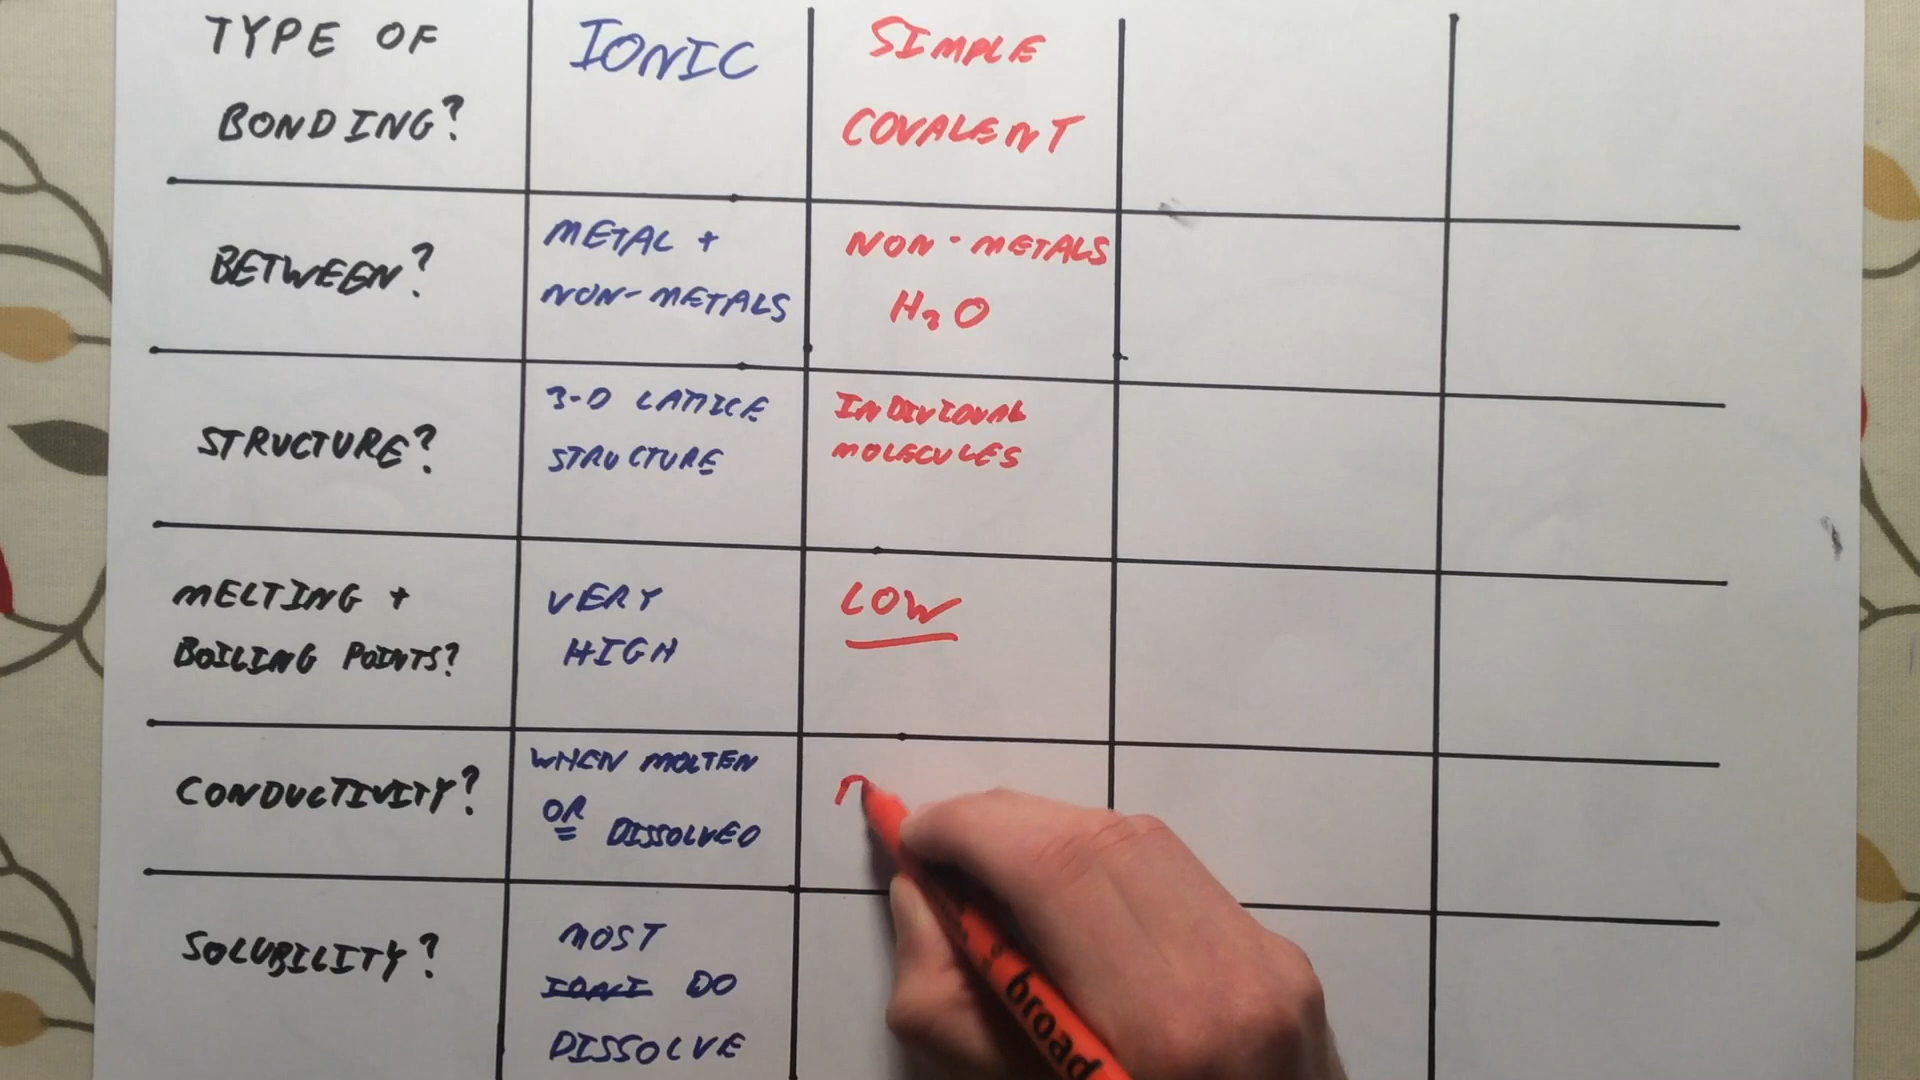 TYPE OF
BONDING?
IONIC
SIMPLE
COVALENT
BETWEEN?
METAL +
NON-METALS
NON-METALS
H2O
STRUCTURE?
3-D LATTICE
STRUCTURE
INDIVIDUAL
MOLECULES
MELTING +
BOILING POINTS?
VERY
HIGH
LOW
CONDUCTIVITY?
WHEN MOLTEN
OR DISSOLVED
SOLUBILITY?
MOST
DO
DISSOLVE
broad